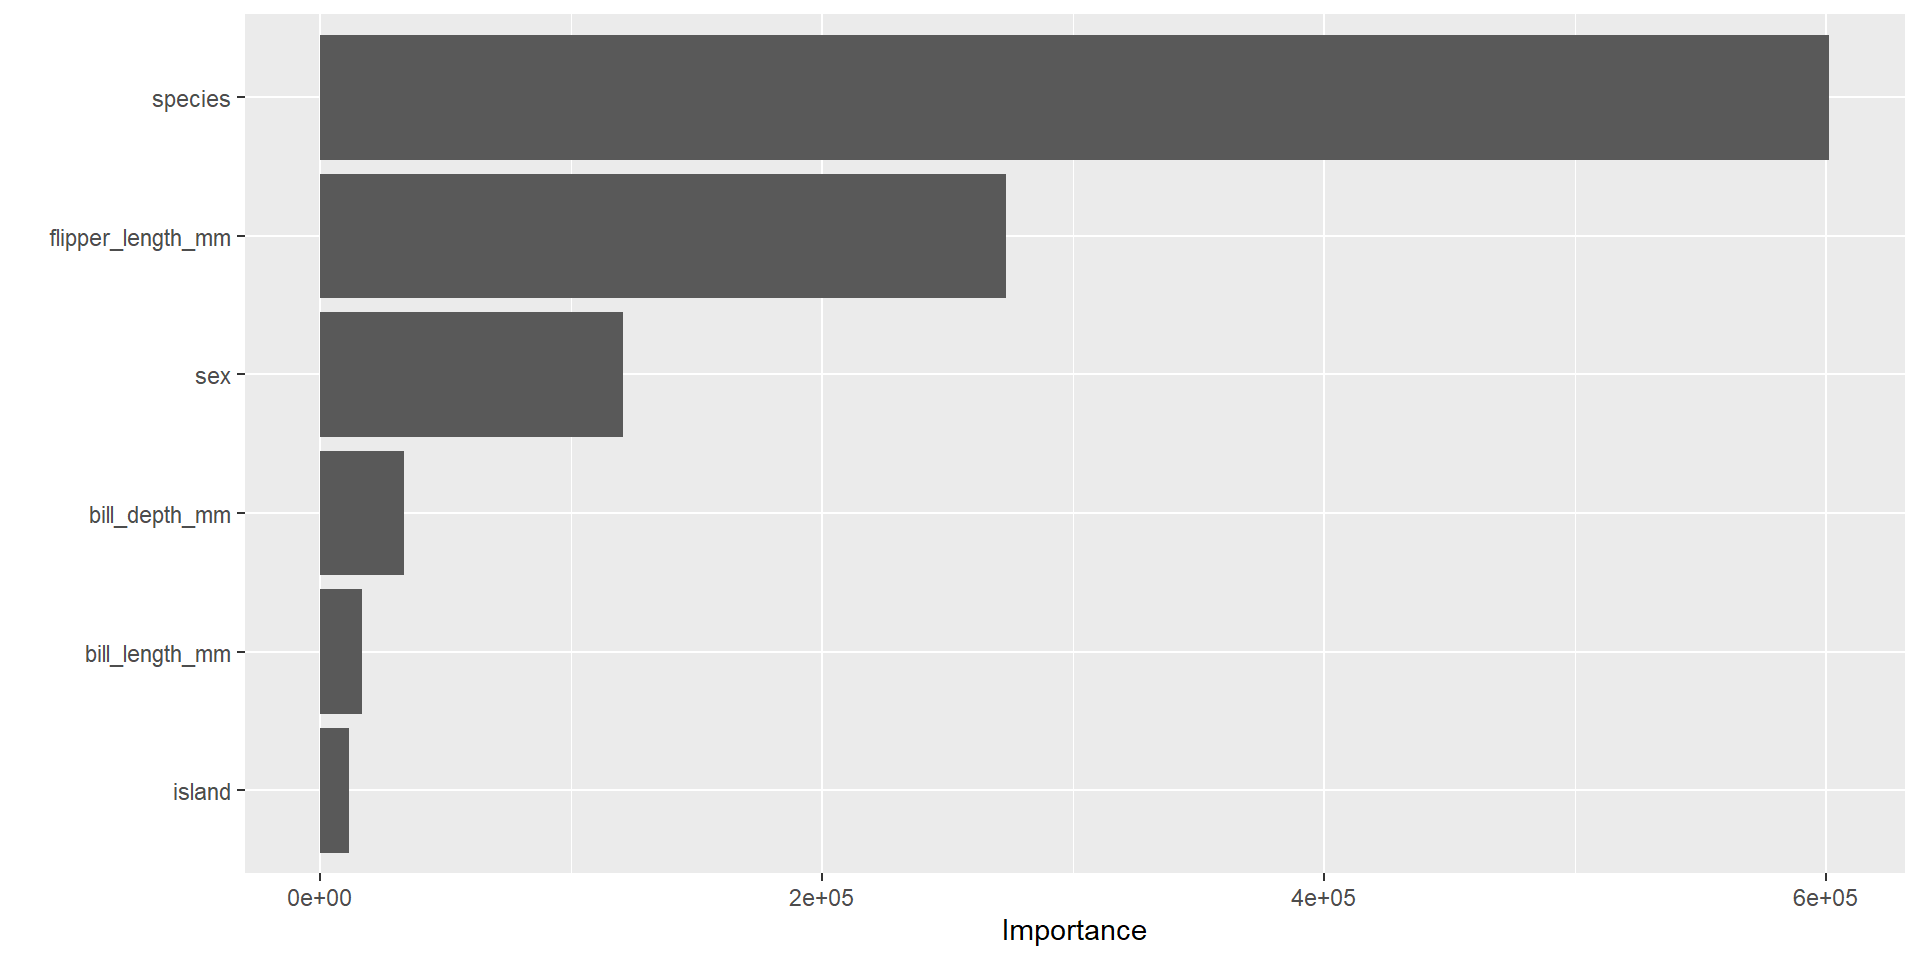 species
flipper_length_mm
sex
bill_depth_mm
bill_length_mm
island
0e+00 2e+05 4e+05 6e+05
Importance